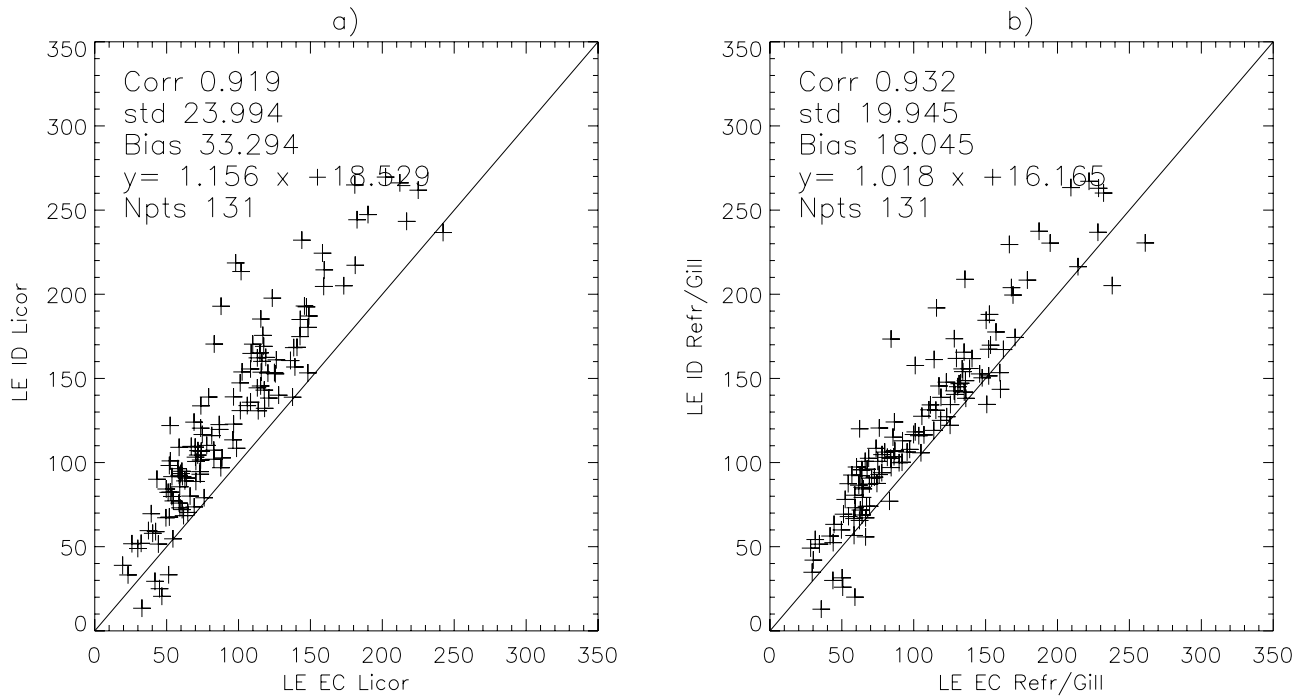 a)
350
300
250
200
150
100
50
0
Corr 0.919
std 23.994
Bias 33.294
y= 1.156 x +18.529
Npts 131
LE ID Licor
0 50 100 150 200 250 300 350
LE EC Licor
b)
350
300
250
200
150
100
50
0
Corr 0.932
std 19.945
Bias 18.045
y= 1.018 x +16.165
Npts 131
LE ID Refr/Gill
0 50 100 150 200 250 300 350
LE EC Refr/Gill